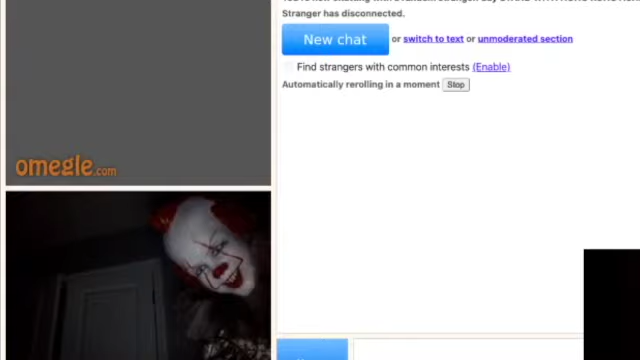 Stranger has disconnected.
New chat or switch to text or unmoderated section
Find strangers with common interests (Enable)
Automatically rerolling in a moment Stop
omegle.com